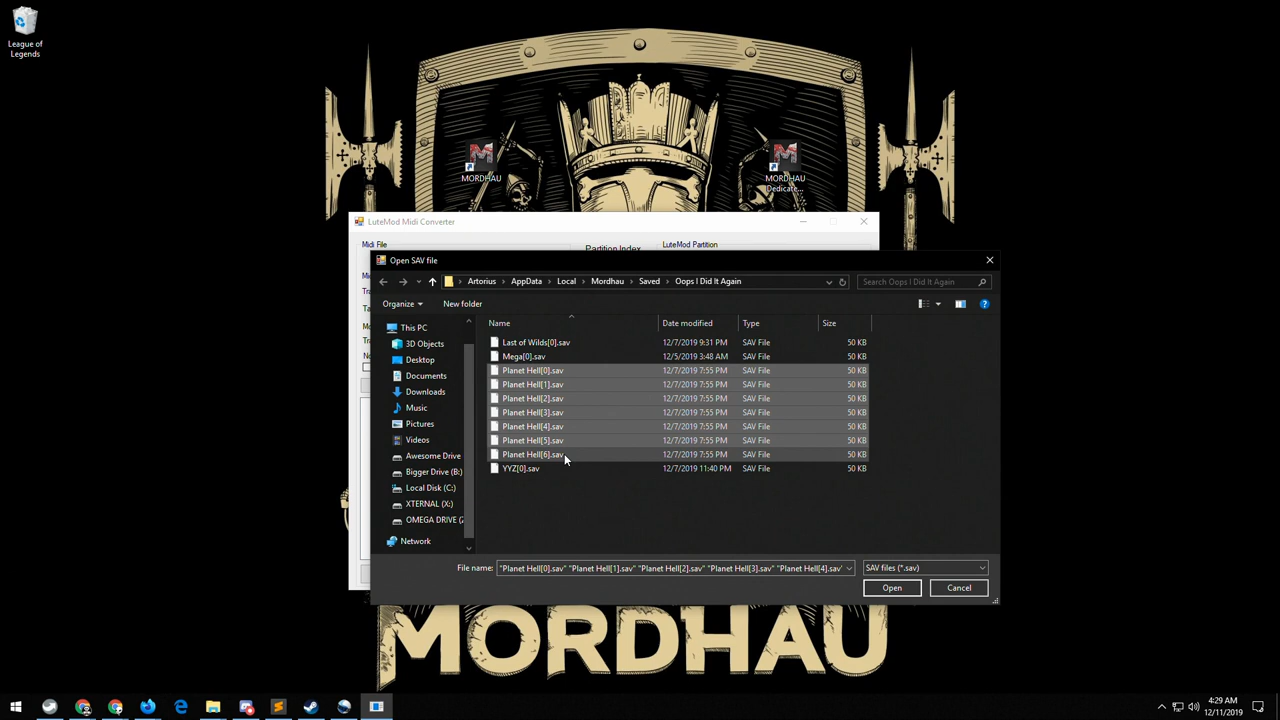 League of
Legends
MORDHAU
MORDHAU
Dedicate...
LuteMod Midi Converter
Midi File
Partition Index
LuteMod Partition
Open SAV file
Artorius
AppData
Local
Mordhau
Saved
Oops I Did It Again
Search Oops I Did It Again
Organize
New folder
Name
Date modified
Type
Size
This PC
3D Objects
Desktop
Documents
Downloads
Music
Pictures
Videos
Awesome Drive
Bigger Drive (B:)
Local Disk (C:)
XTERNAL (X:)
OMEGA DRIVE (Z
Network
Last of Wilds[0].sav 12/7/2019 9:31 PM SAV File 50 KB
Mega[0].sav 12/5/2019 3:48 AM SAV File 50 KB
Planet Hell[0].sav 12/7/2019 7:55 PM SAV File 50 KB
Planet Hell[1].sav 12/7/2019 7:55 PM SAV File 50 KB
Planet Hell[2].sav 12/7/2019 7:55 PM SAV File 50 KB
Planet Hell[3].sav 12/7/2019 7:55 PM SAV File 50 KB
Planet Hell[4].sav 12/7/2019 7:55 PM SAV File 50 KB
Planet Hell[5].sav 12/7/2019 7:55 PM SAV File 50 KB
Planet Hell[6].sav 12/7/2019 7:55 PM SAV File 50 KB
YYZ[0].sav 12/7/2019 11:40 PM SAV File 50 KB
File name:
"Planet Hell[0].sav" "Planet Hell[1].sav" "Planet Hell[2].sav" "Planet Hell[3].sav" "Planet Hell[4].sav"
SAV files (*.sav)
Open
Cancel
MORDHAU
4:29 AM
12/11/2019